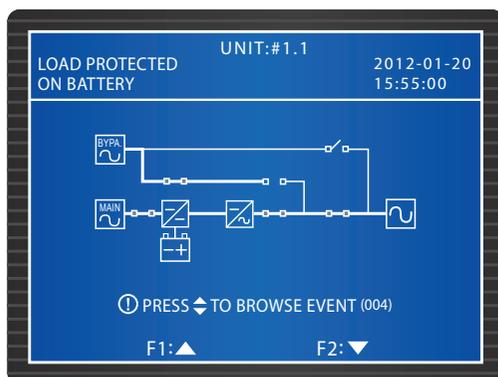 UNIT:#1.1
LOAD PROTECTED
ON BATTERY
2012-01-20
15:55:00
BYPA.
MAIN
! PRESS ▲▼ TO BROWSE EVENT (004)
F1:▲ F2:▼